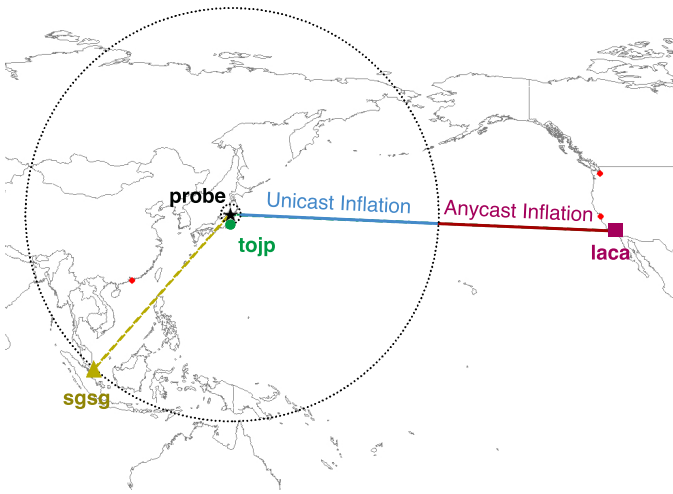 probe
Unicast Inflation
Anycast Inflation
tojp
laca
sgsg